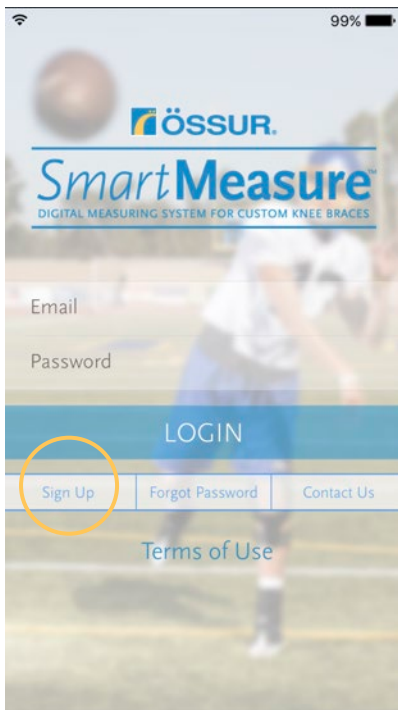 99%
ÖSSUR.
SmartMeasure™
DIGITAL MEASURING SYSTEM FOR CUSTOM KNEE BRACES
Email
Password
LOGIN
Sign Up Forgot Password Contact Us
Terms of Use